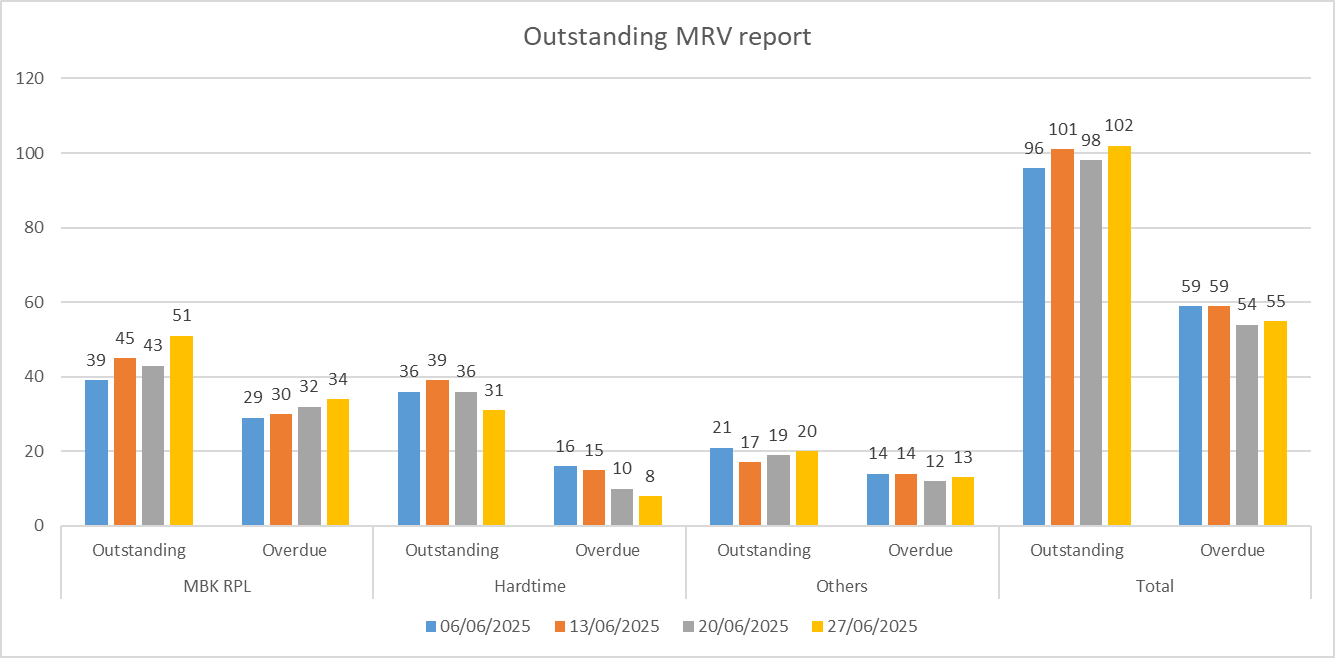 Outstanding MRV report
120
100
80
60
40
20
0
39 45 43 51
29 30 32 34
36 39 36 31
16 15 10 8
21 17 19 20
14 14 12 13
96 101 98 102
59 59 54 55
Outstanding Overdue Outstanding Overdue Outstanding Overdue Outstanding Overdue
MBK RPL Hardtime Others Total
06/06/2025 13/06/2025 20/06/2025 27/06/2025